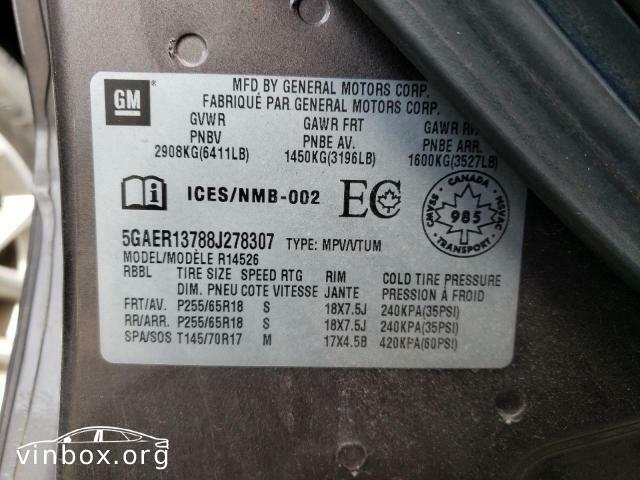 GM
MFD BY GENERAL MOTORS CORP.
FABRIQUÉ PAR GENERAL MOTORS CORP.
GVWR GAWR FRT GAWR
PNBV PNBE AV. PNBE ARR.
2908KG(6411LB) 1450KG(3196LB) 1600KG(3527LB)
i ICES/NMB-002 EC
CANADA
985
CMVSS NSVAC
5GAER13788J278307 TYPE: MPV/VTUM
MODEL/MODÈLE R14526
RBBL TIRE SIZE SPEED RTG RIM COLD TIRE PRESSURE
DIM. PNEU COTE VITESSE JANTE PRESSION À FROID
FRT/AV. P255/65R18 S 18X7.5J 240KPA(35PSI)
RR/ARR. P255/65R18 S 18X7.5J 240KPA(35PSI)
SPA/SOS T145/70R17 M 17X4.5B 420KPA(60PSI)
vinbox.org